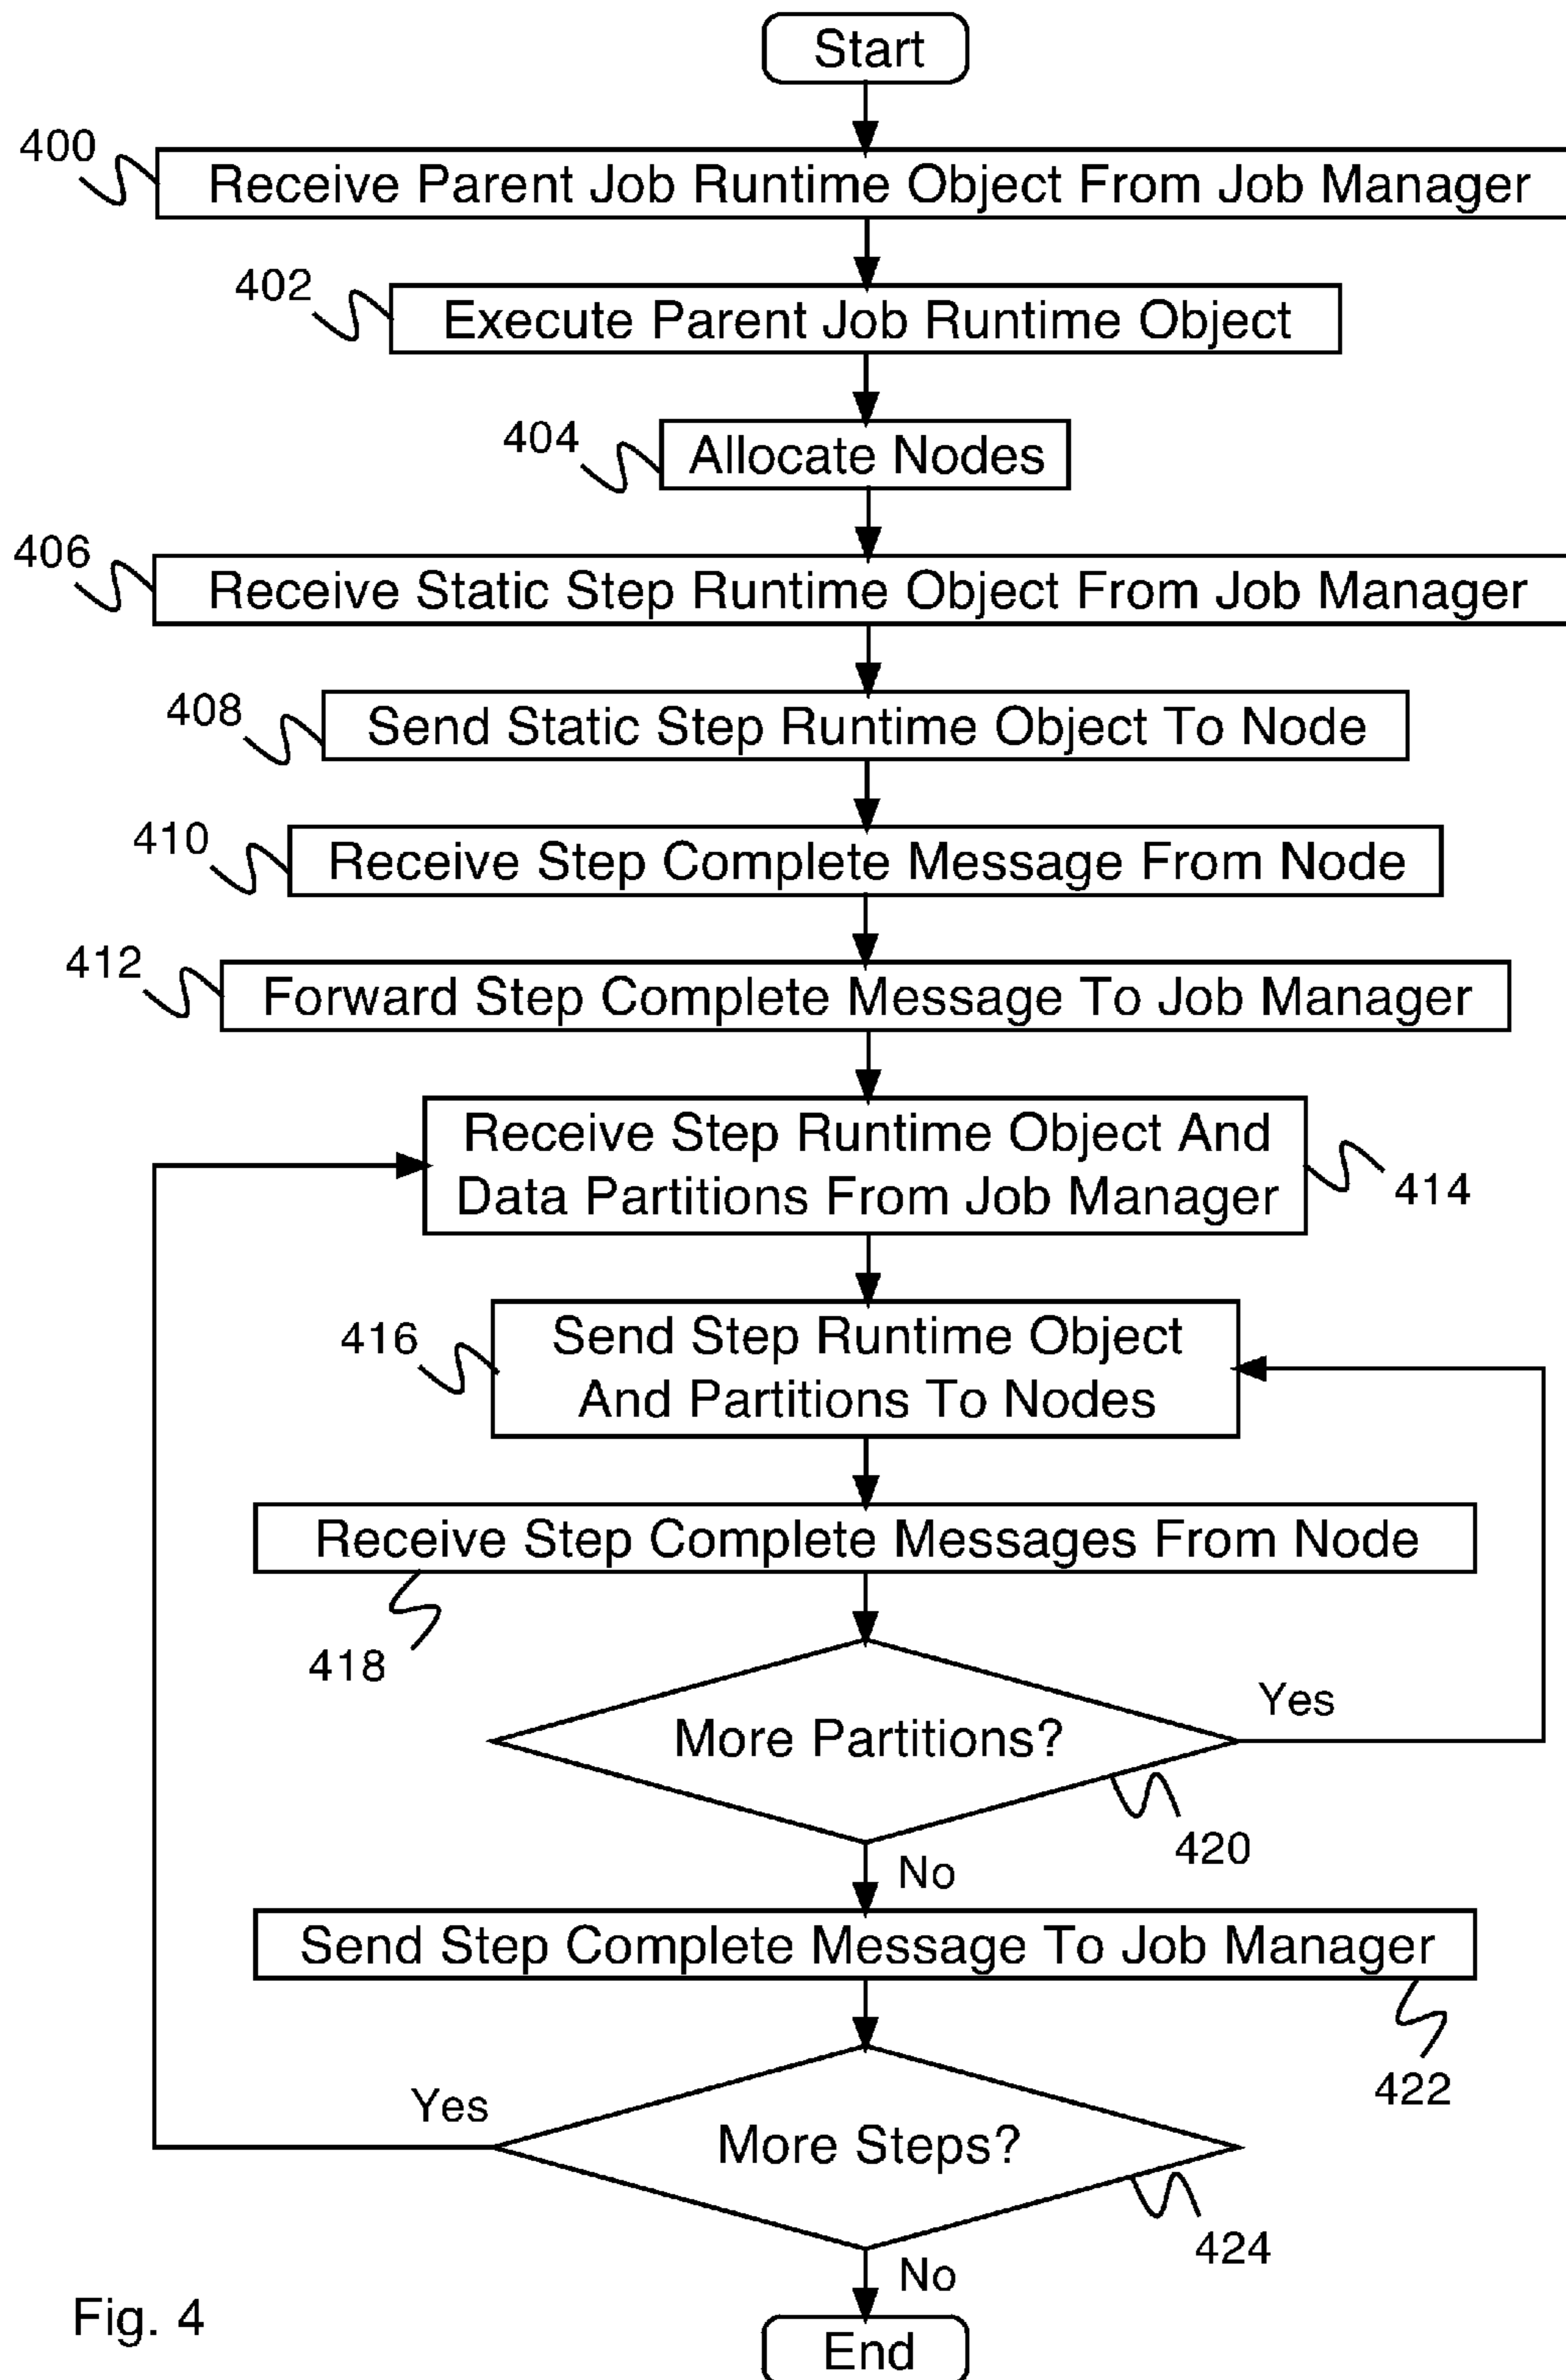 Start
400
Receive Parent Job Runtime Object From Job Manager
402
Execute Parent Job Runtime Object
404
Allocate Nodes
406
Receive Static Step Runtime Object From Job Manager
408
Send Static Step Runtime Object To Node
410
Receive Step Complete Message From Node
412
Forward Step Complete Message To Job Manager
Receive Step Runtime Object And
Data Partitions From Job Manager
414
416
Send Step Runtime Object
And Partitions To Nodes
Receive Step Complete Messages From Node
418
More Partitions?
Yes
420
No
Send Step Complete Message To Job Manager
422
Yes
More Steps?
424
No
Fig. 4
End